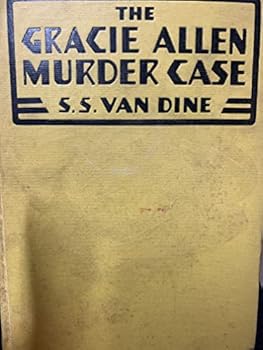 THE
GRACIE ALLEN
MURDER CASE
S.S. VAN DINE